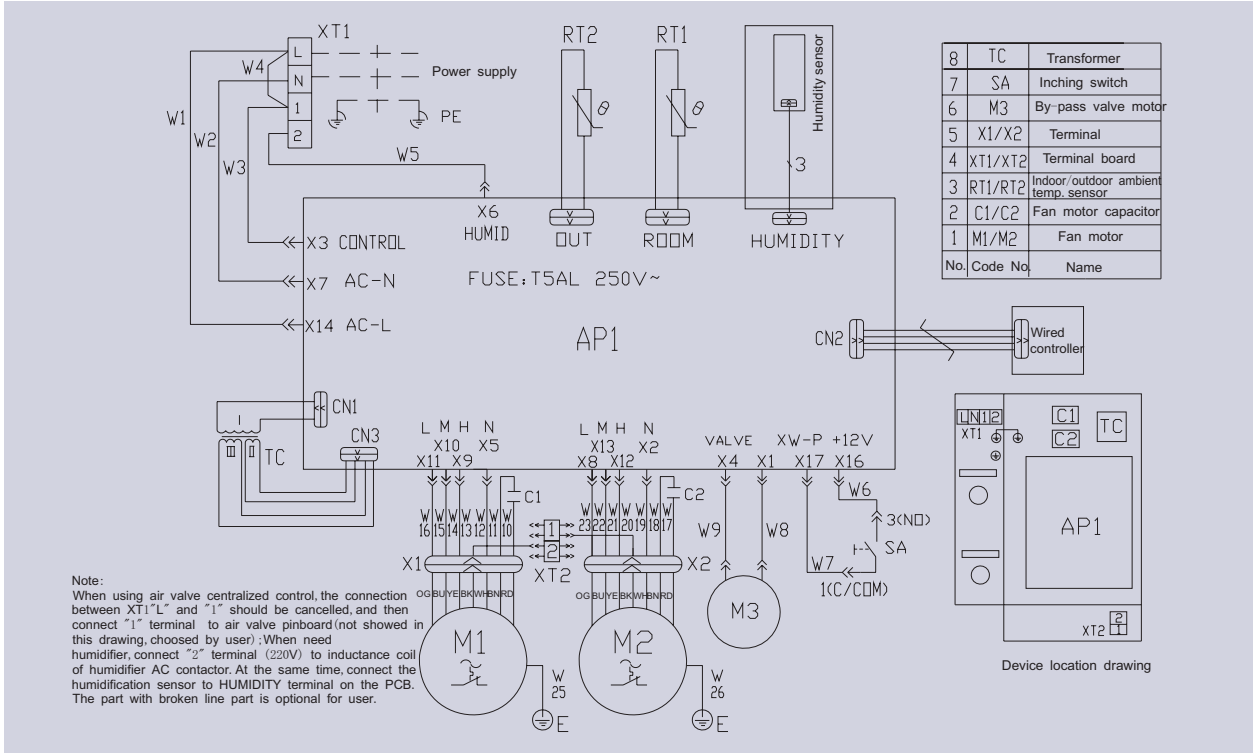 XT1
L
N
1
2
W4
Power supply
PE
W1
W2
W3
W5
RT2
θ
RT1
θ
Humidity sensor
3
X6
HUMID
OUT
ROOM
HUMIDITY
X3 CONTROL
X7 AC-N
X14 AC-L
FUSE:T5AL 250V~
AP1
CN2
Wired
controller
8 TC Transformer
7 SA Inching switch
6 M3 By-pass valve motor
5 X1/X2 Terminal
4 XT1/XT2 Terminal board
3 RT1/RT2 Indoor/outdoor ambient
temp. sensor
2 C1/C2 Fan motor capacitor
1 M1/M2 Fan motor
No. Code No. Name
CN1
I
III II
TC
CN3
L M H N
X10 X5
X11 X9
L M H N
X13 X2
X8 X12
VALVE XW-P +12V
X4 X1 X17 X16
C1
C2
W W W W W W W
16 15 14 13 12 11 10
W W W W W W W
23 22 21 20 19 18 17
1
2
XT2
X1
X2
OG BU YE BK WH BN RD
OG BU YE BK WH BN RD
M1
M2
M3
W9
W8
W6
3(NO)
SA
W7
1(C/COM)
W
25
E
W
26
E
L N 1 2
XT1
C1
C2
TC
AP1
2
1
XT2
Device location drawing
Note:
When using air valve centralized control, the connection
between XT1"L" and "1" should be cancelled, and then
connect "1" terminal to air valve pinboard(not showed in
this drawing, choosed by user) ;When need
humidifier, connect "2" terminal (220V) to inductance coil
of humidifier AC contactor. At the same time, connect the
humidification sensor to HUMIDITY terminal on the PCB.
The part with broken line part is optional for user.